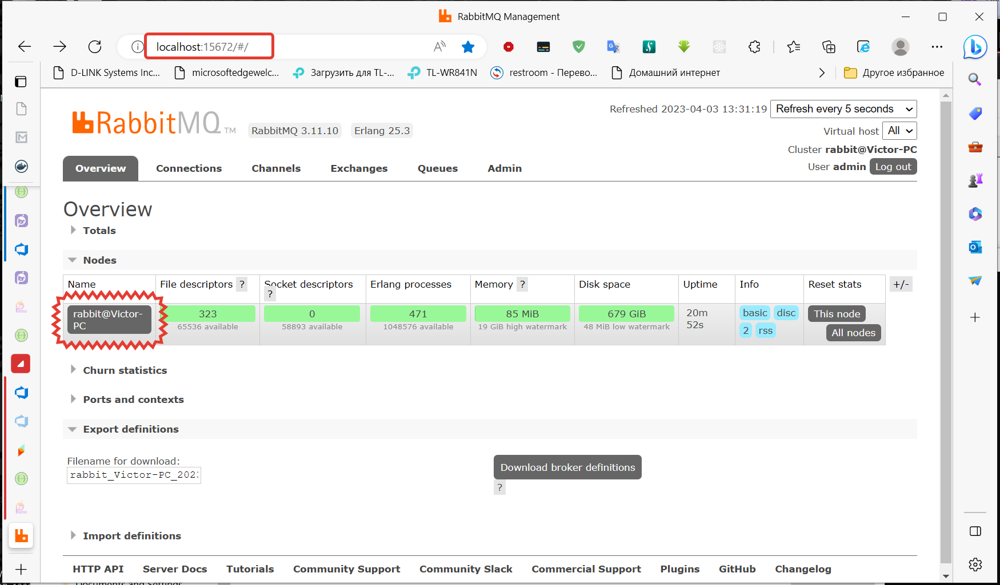 RabbitMQ Management
localhost:15672/#/
D-LINK Systems Inc... microsoftedgewelc... Загрузить для TL-... TL-WR841N restroom - Перево... Домашний интернет Другое избранное
Refreshed 2023-04-03 13:31:19 Refresh every 5 seconds
RabbitMQ TM RabbitMQ 3.11.10 Erlang 25.3
Virtual host All
Cluster rabbit@Victor-PC
User admin Log out
Overview Connections Channels Exchanges Queues Admin
Overview
Totals
Nodes
Name File descriptors ? Socket descriptors ? Erlang processes Memory ? Disk space Uptime Info Reset stats +/-
rabbit@Victor-PC 323 0 471 85 MiB 679 GiB 20m 52s basic disc 2 rss This node All nodes
65536 available 58893 available 1048576 available 19 GiB high watermark 48 MiB low watermark
Churn statistics
Ports and contexts
Export definitions
Filename for download:
rabbit_Victor-PC_202
Download broker definitions
?
Import definitions
HTTP API Server Docs Tutorials Community Support Community Slack Commercial Support Plugins GitHub Changelog